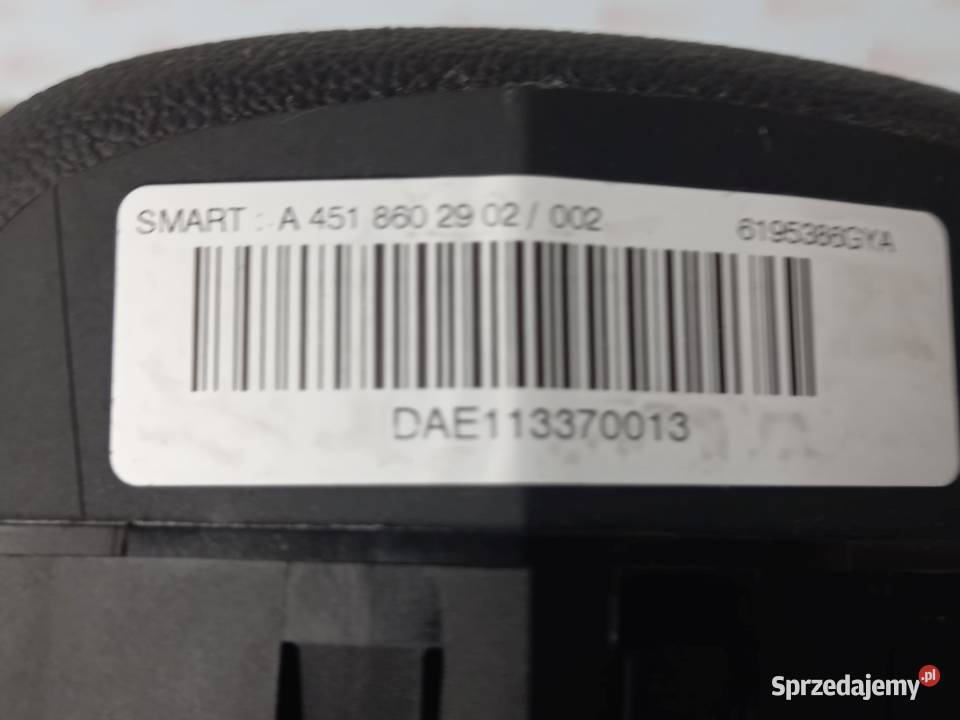 SMART : A 451 860 29 02 / 002 6195386GYA
DAE113370013
Sprzedajemy.pl